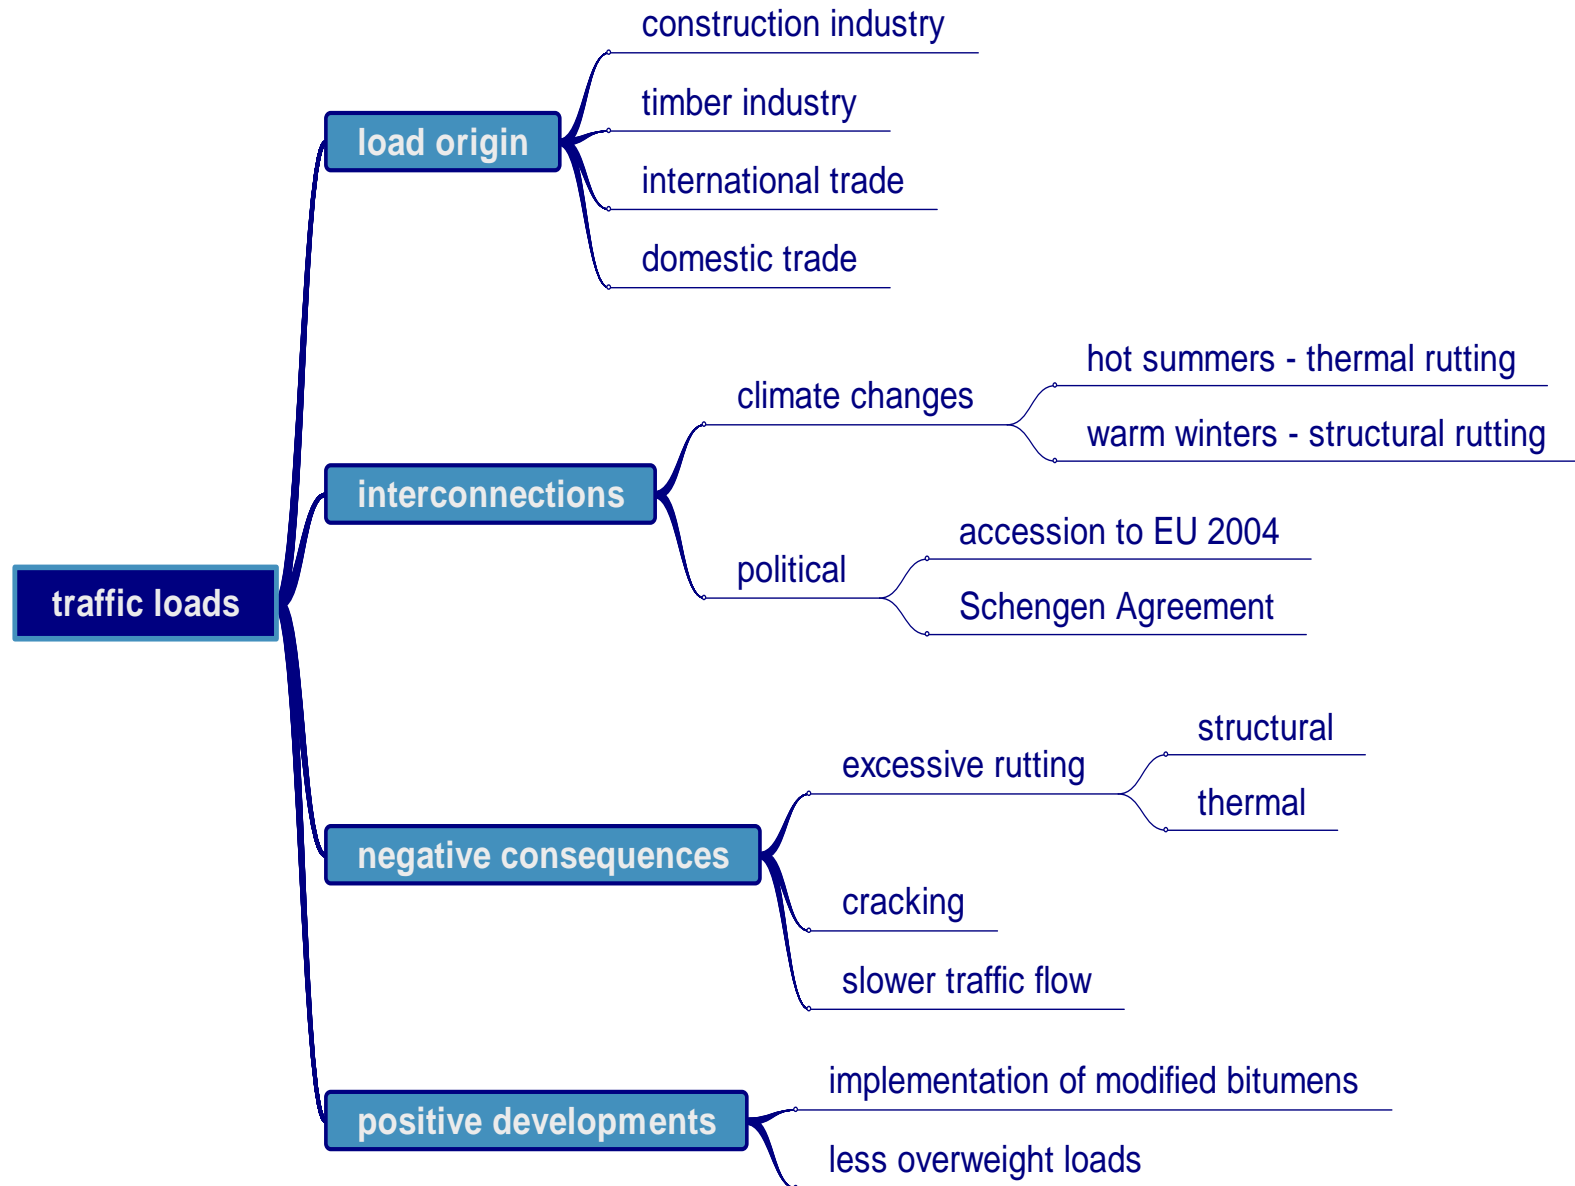 traffic loads
load origin
construction industry
timber industry
international trade
domestic trade
interconnections
climate changes
hot summers - thermal rutting
warm winters - structural rutting
political
accession to EU 2004
Schengen Agreement
negative consequences
excessive rutting
structural
thermal
cracking
slower traffic flow
positive developments
implementation of modified bitumens
less overweight loads